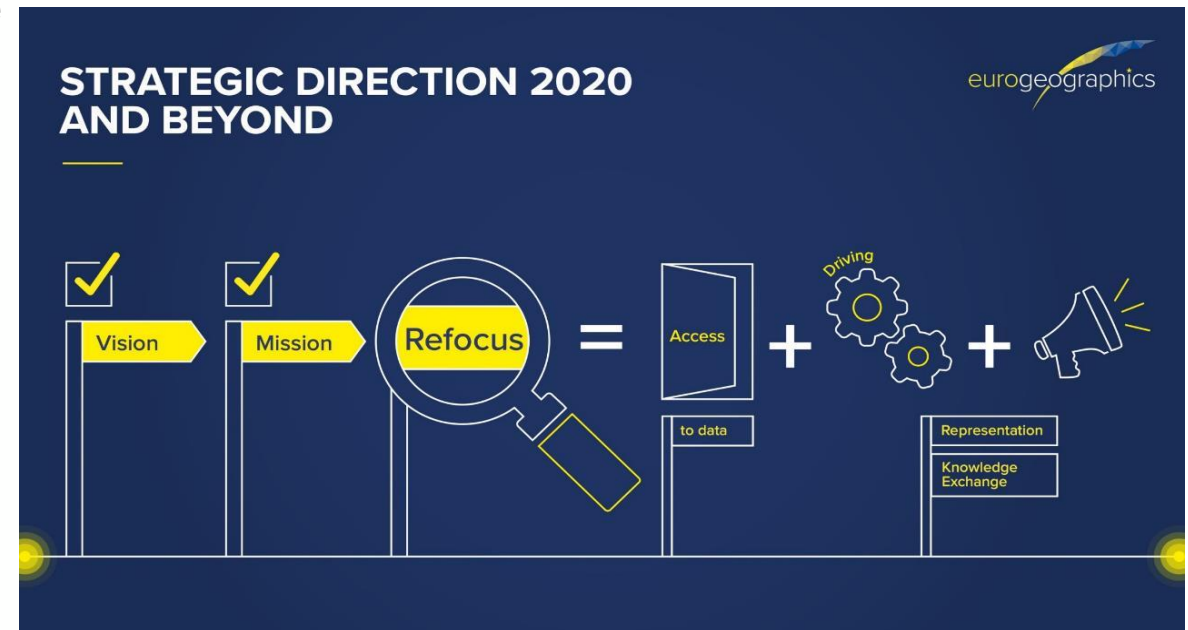 STRATEGIC DIRECTION 2020
AND BEYOND
eurogeographics
Vision
Mission
Refocus
=
Access
+
Driving
+
to data
Representation
Knowledge
Exchange